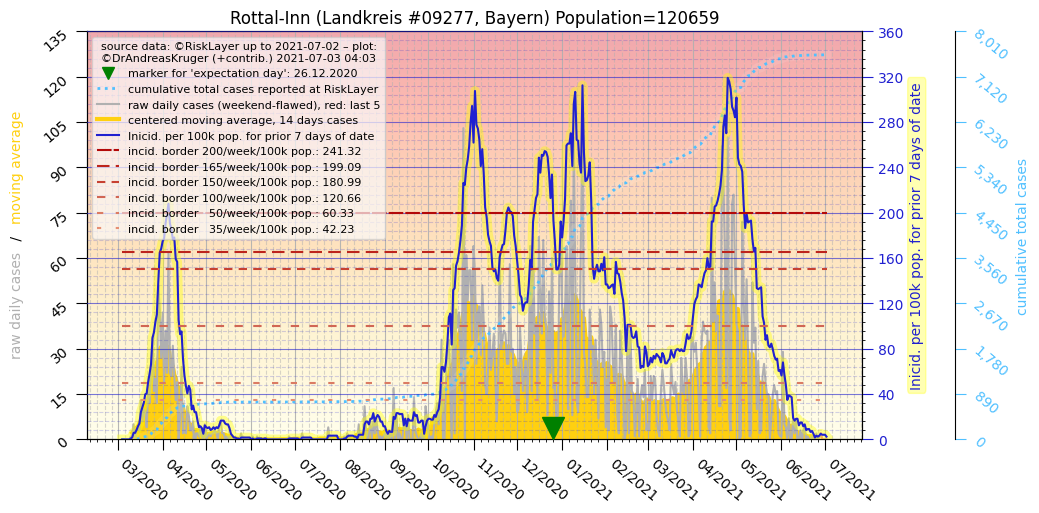 Rottal-Inn (Landkreis #09277, Bayern) Population=120659
source data: ©RiskLayer up to 2021-07-02 – plot:
©DrAndreasKruger (+contrib.) 2021-07-03 04:03
marker for 'expectation day': 26.12.2020
cumulative total cases reported at RiskLayer
raw daily cases (weekend-flawed), red: last 5
centered moving average, 14 days cases
Inicid. per 100k pop. for prior 7 days of date
incid. border 200/week/100k pop.: 241.32
incid. border 165/week/100k pop.: 199.09
incid. border 150/week/100k pop.: 180.99
incid. border 100/week/100k pop.: 120.66
incid. border   50/week/100k pop.: 60.33
incid. border   35/week/100k pop.: 42.23
raw daily cases / moving average
135
120
105
90
75
60
45
30
15
0
360
320
280
240
200
160
120
80
40
0
Inicid. per 100k pop. for prior 7 days of date
8,010
7,120
6,230
5,340
4,450
3,560
2,670
1,780
890
0
cumulative total cases
03/2020
04/2020
05/2020
06/2020
07/2020
08/2020
09/2020
10/2020
11/2020
12/2020
01/2021
02/2021
03/2021
04/2021
05/2021
06/2021
07/2021